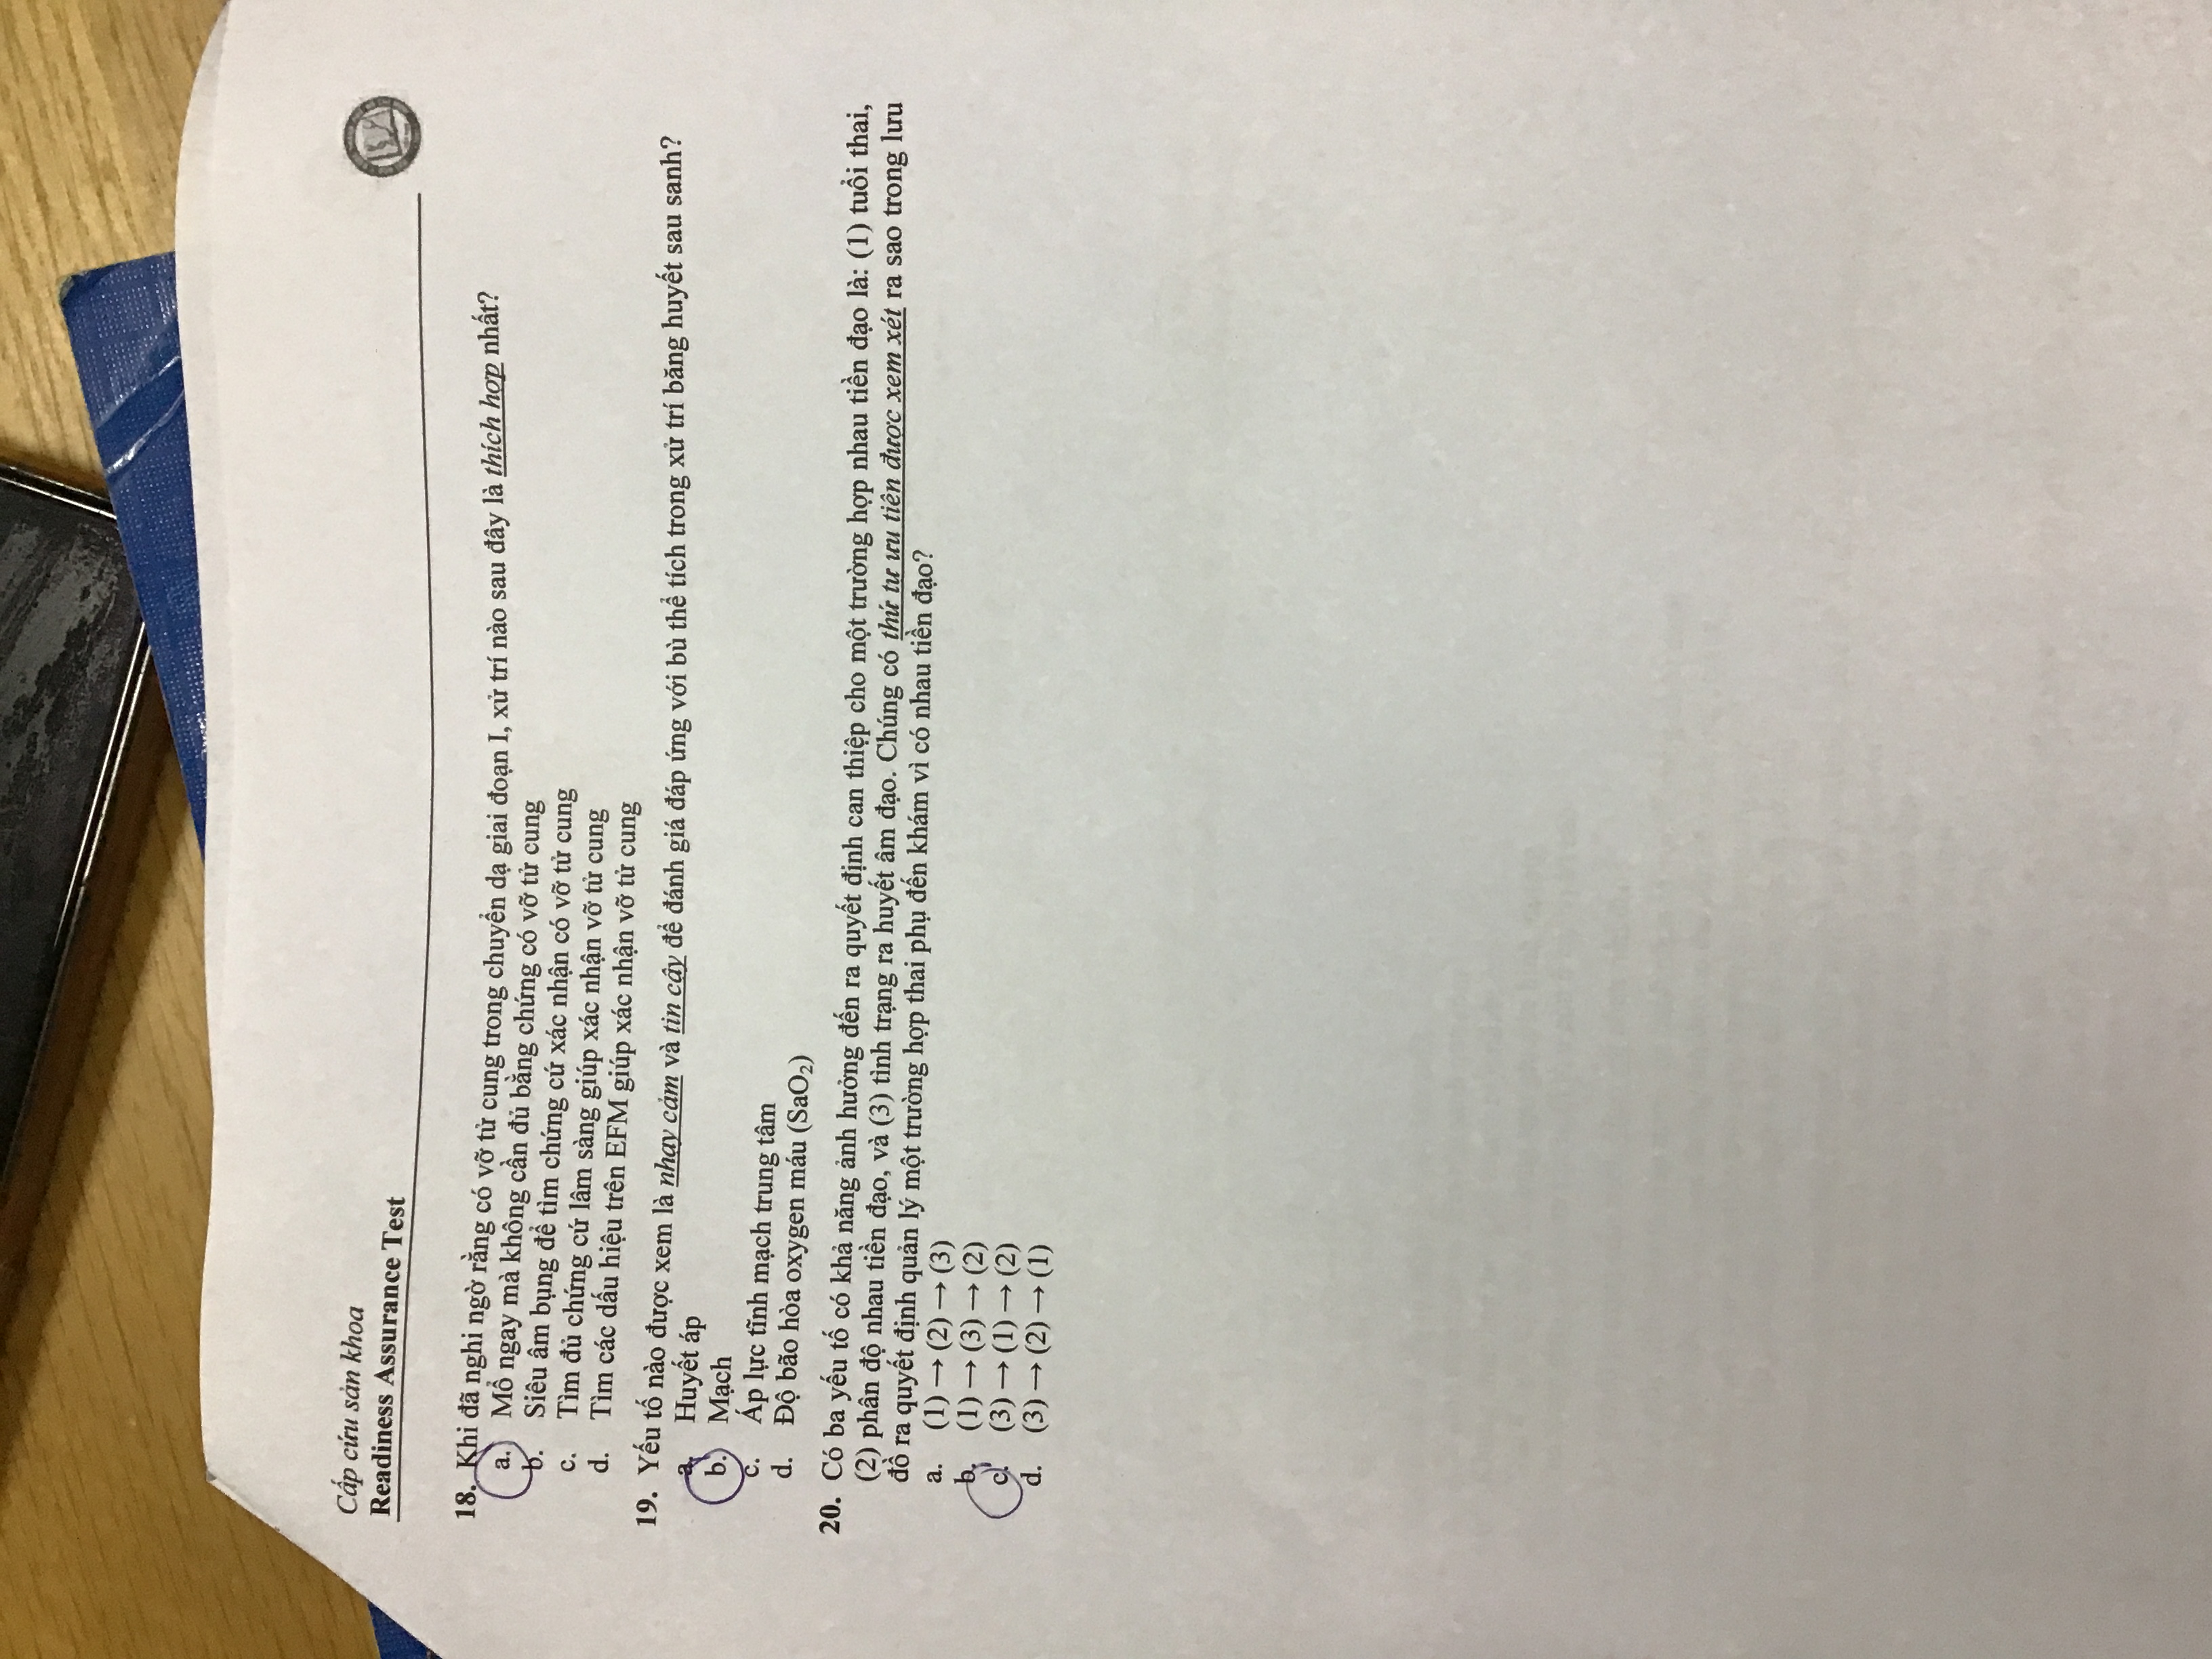 Cấp cứu sản khoa
Readiness Assurance Test
18. Khi đã nghi ngờ rằng có vỡ tử cung trong chuyển dạ giai đoạn I, xử trí nào sau đây là thích hợp nhất?
a. Mổ ngay mà không cần đủ bằng chứng có vỡ tử cung
b. Siêu âm bụng để tìm chứng cứ xác nhận có vỡ tử cung
c. Tìm đủ chứng cứ lâm sàng giúp xác nhận vỡ tử cung
d. Tìm các dấu hiệu trên EFM giúp xác nhận vỡ tử cung
19. Yếu tố nào được xem là nhạy cảm và tin cậy để đánh giá đáp ứng với bù thể tích trong xử trí băng huyết sau sanh?
a. Huyết áp
b. Mạch
c. Áp lực tĩnh mạch trung tâm
d. Độ bão hòa oxygen máu (SaO₂)
20. Có ba yếu tố có khả năng ảnh hưởng đến ra quyết định can thiệp cho một trường hợp nhau tiền đạo là: (1) tuổi thai,
(2) phân độ nhau tiền đạo, và (3) tình trạng ra huyết âm đạo. Chúng có thứ tự ưu tiên được xem xét ra sao trong lưu
đồ ra quyết định quản lý một trường hợp thai phụ đến khám vì có nhau tiền đạo?
a. (1) → (2) → (3)
b. (1) → (3) → (2)
c. (3) → (1) → (2)
d. (3) → (2) → (1)